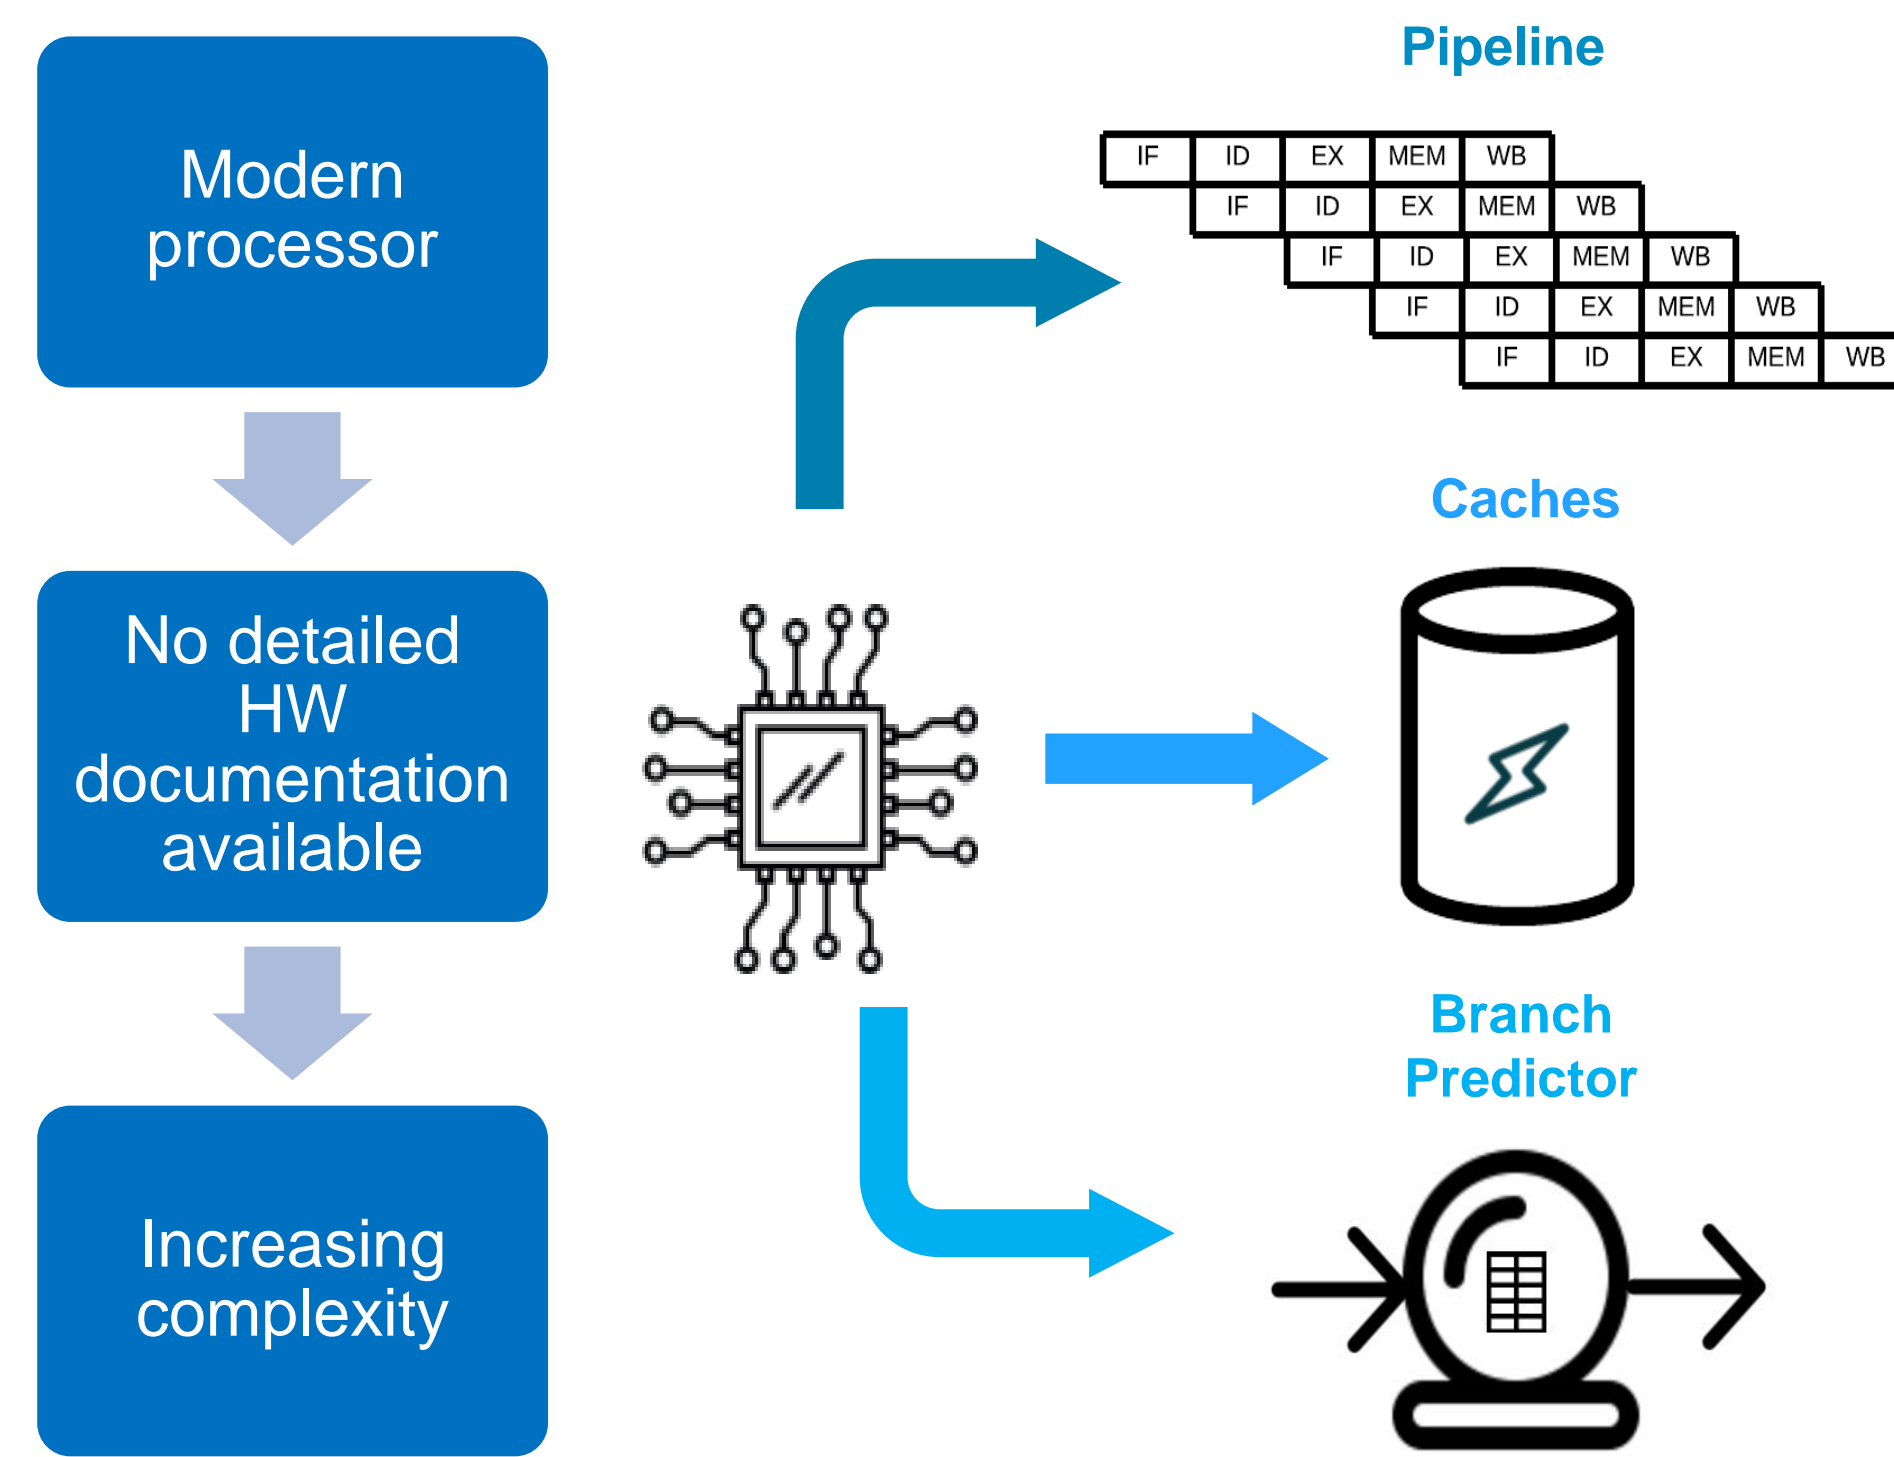 Modern
processor
No detailed
HW
documentation
available
Increasing
complexity
Pipeline
IF ID EX MEM WB
IF ID EX MEM WB
IF ID EX MEM WB
IF ID EX MEM WB
IF ID EX MEM WB
Caches
Branch
Predictor